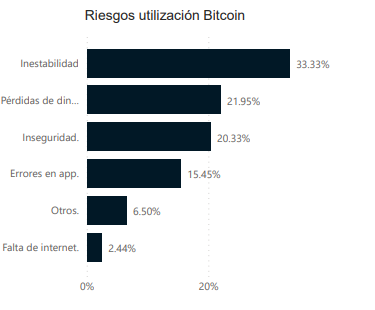 Riesgos utilización Bitcoin
Inestabilidad 33.33%
Pérdidas de din... 21.95%
Inseguridad. 20.33%
Errores en app. 15.45%
Otros. 6.50%
Falta de internet. 2.44%
0% 20%